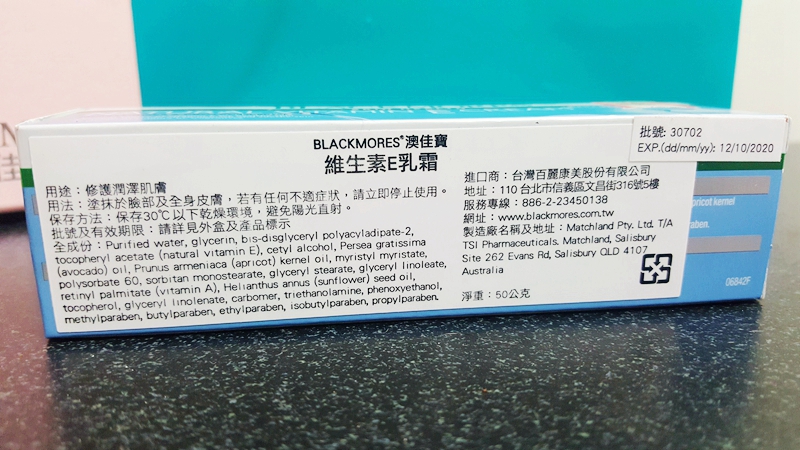 BLACKMORES®澳佳寶
維生素E乳霜
用途：修護潤澤肌膚
用法：塗抹於臉部及全身皮膚，若有任何不適症狀，請立即停止使用。
保存方法：保存30℃以下乾燥環境，避免陽光直射。
批號及有效期限：請詳見外盒及產品標示
全成份：Purified water, glycerin, bis-disglyceryl polyacyladipate-2,
tocopheryl acetate (natural vitamin E), cetyl alcohol, Persea gratissima
(avocado) oil, Prunus armeniaca (apricot) kernel oil, myristyl myristate,
polysorbate 60, sorbitan monostearate, glyceryl stearate, glyceryl linoleate,
retinyl palmitate (vitamin A), Helianthus annus (sunflower) seed oil,
tocopherol, glyceryl linolenate, carbomer, triethanolamine, phenoxyethanol,
methylparaben, butylparaben, ethylparaben, isobutylparaben, propylparaben.
批號: 30702
EXP.(dd/mm/yy): 12/10/2020
進口商：台灣百麗康美股份有限公司
地址：110 台北市信義區文昌街316號5樓
服務專線：886-2-23450138
網址：www.blackmores.com.tw
製造廠名稱及地址：Matchland Pty. Ltd. T/A
TSI Pharmaceuticals. Matchland, Salisbury
Site 262 Evans Rd, Salisbury QLD 4107
Australia
淨重：50公克
apricot kernel
paraben.
06842F